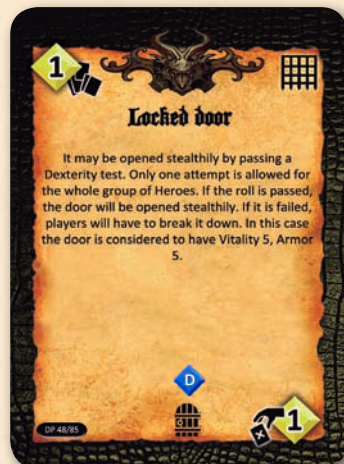 1
Locked door
It may be opened stealthily by passing a
Dexterity test. Only one attempt is allowed for
the whole group of Heroes. If the roll is passed,
the door will be opened stealthily. If it is failed,
players will have to break it down. In this case
the door is considered to have Vitality 5, Armor
5.
D
DP 48/85
1